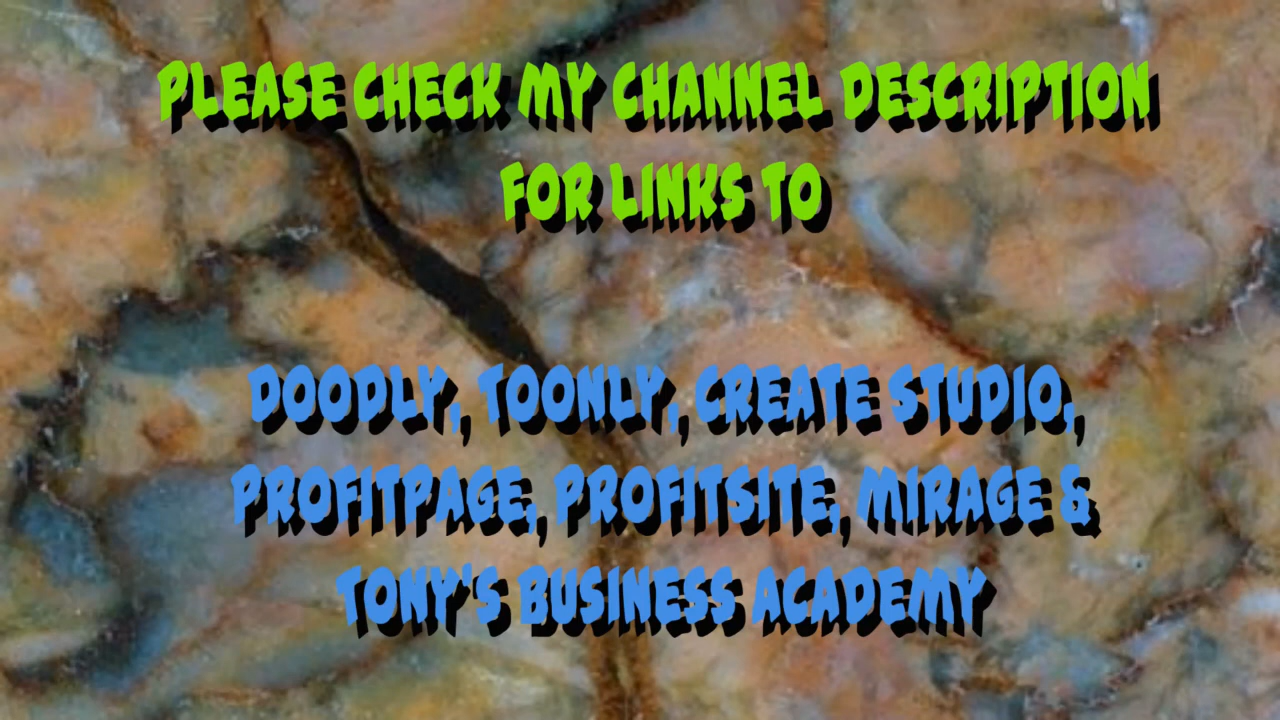 PLEASE CHECK MY CHANNEL DESCRIPTION
FOR LINKS TO
DOODLY, TOONLY, CREATE STUDIO,
PROFITPAGE, PROFITSITE, MIRAGE &
TONY'S BUSINESS ACADEMY